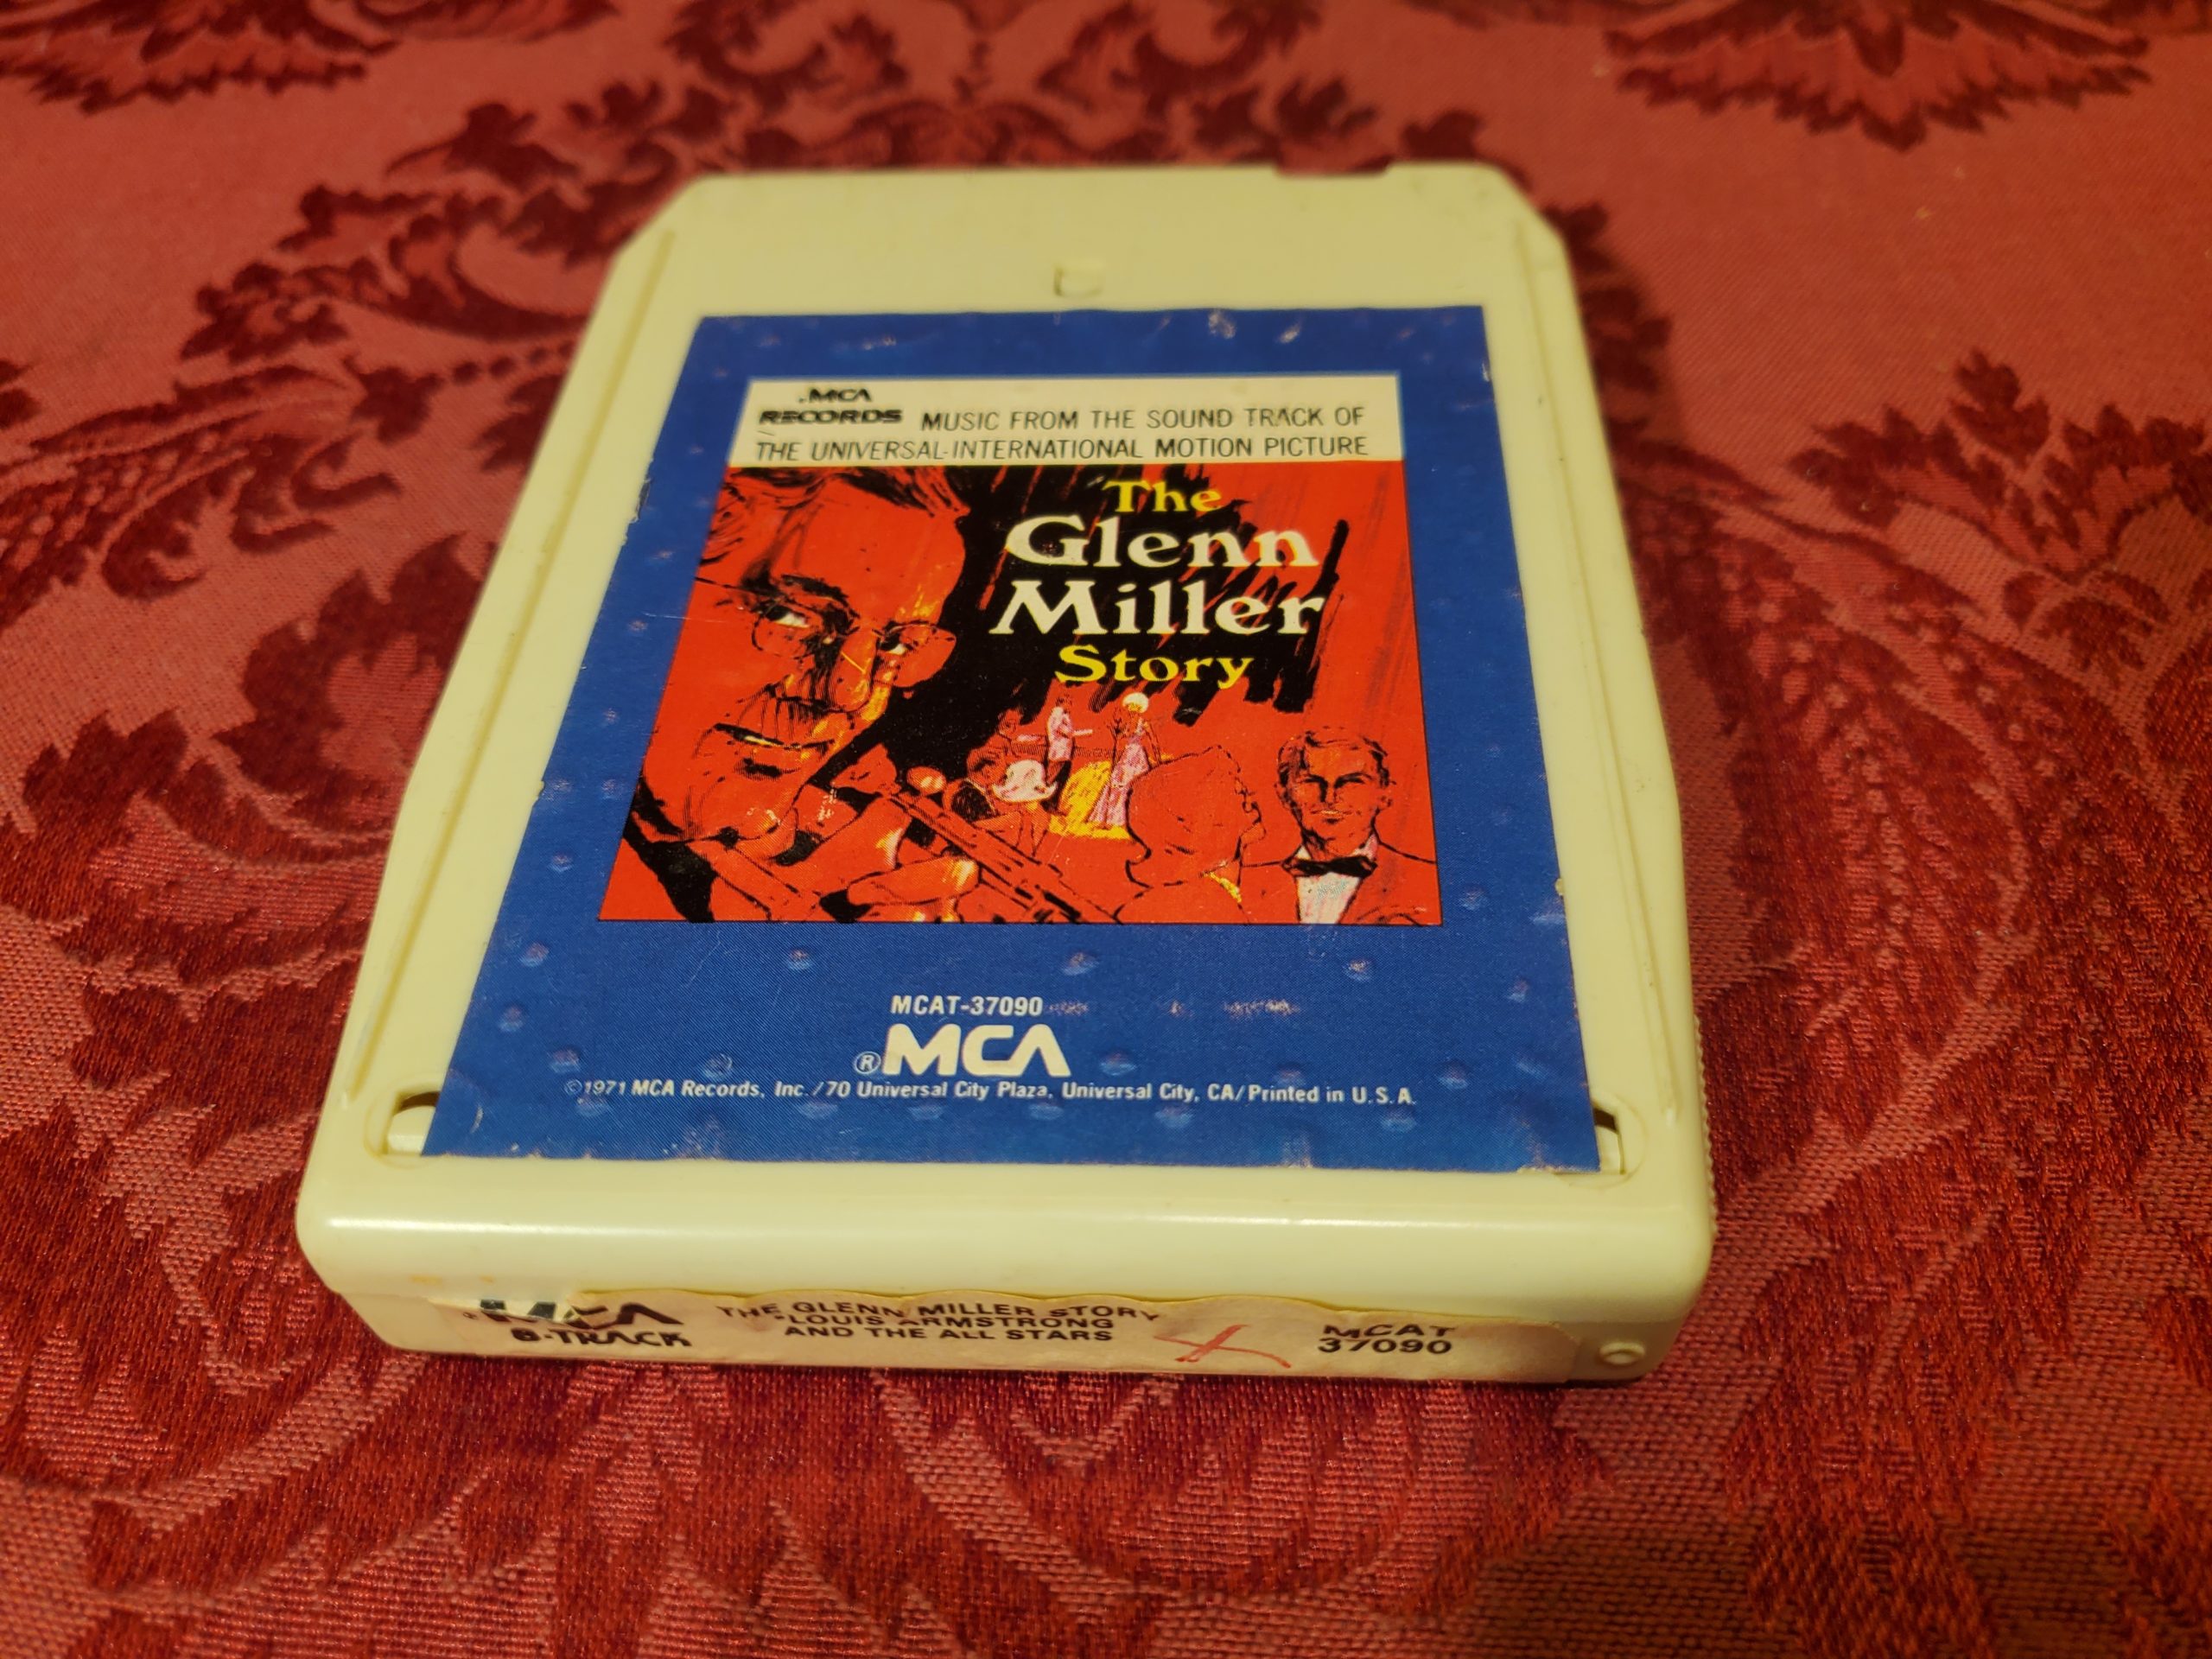 MCA
RECORDS MUSIC FROM THE SOUND TRACK OF
THE UNIVERSAL-INTERNATIONAL MOTION PICTURE
The
Glenn
Miller
Story
MCAT-37090
®MCA
©1971 MCA Records, Inc./70 Universal City Plaza, Universal City, CA/Printed in U.S.A.
MCA
8-TRACK
THE GLENN MILLER STORY
LOUIS ARMSTRONG
AND THE ALL STARS
MCAT
37090